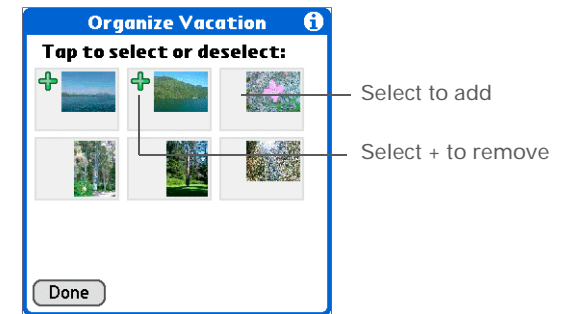 Organize Vacation
Tap to select or deselect:
Select to add
Select + to remove
Done